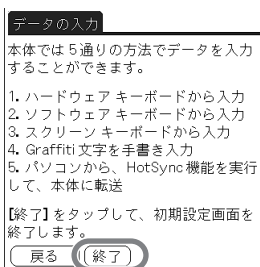 データの入力
本体では5通りの方法でデータを入力
することができます。
1. ハードウェア キーボードから入力
2. ソフトウェア キーボードから入力
3. スクリーン キーボードから入力
4. Graffiti文字を手書き入力
5. パソコンから、HotSync機能を実行
して、本体に転送
【終了】をタップして、初期設定画面を
終了します。
戻る 終了